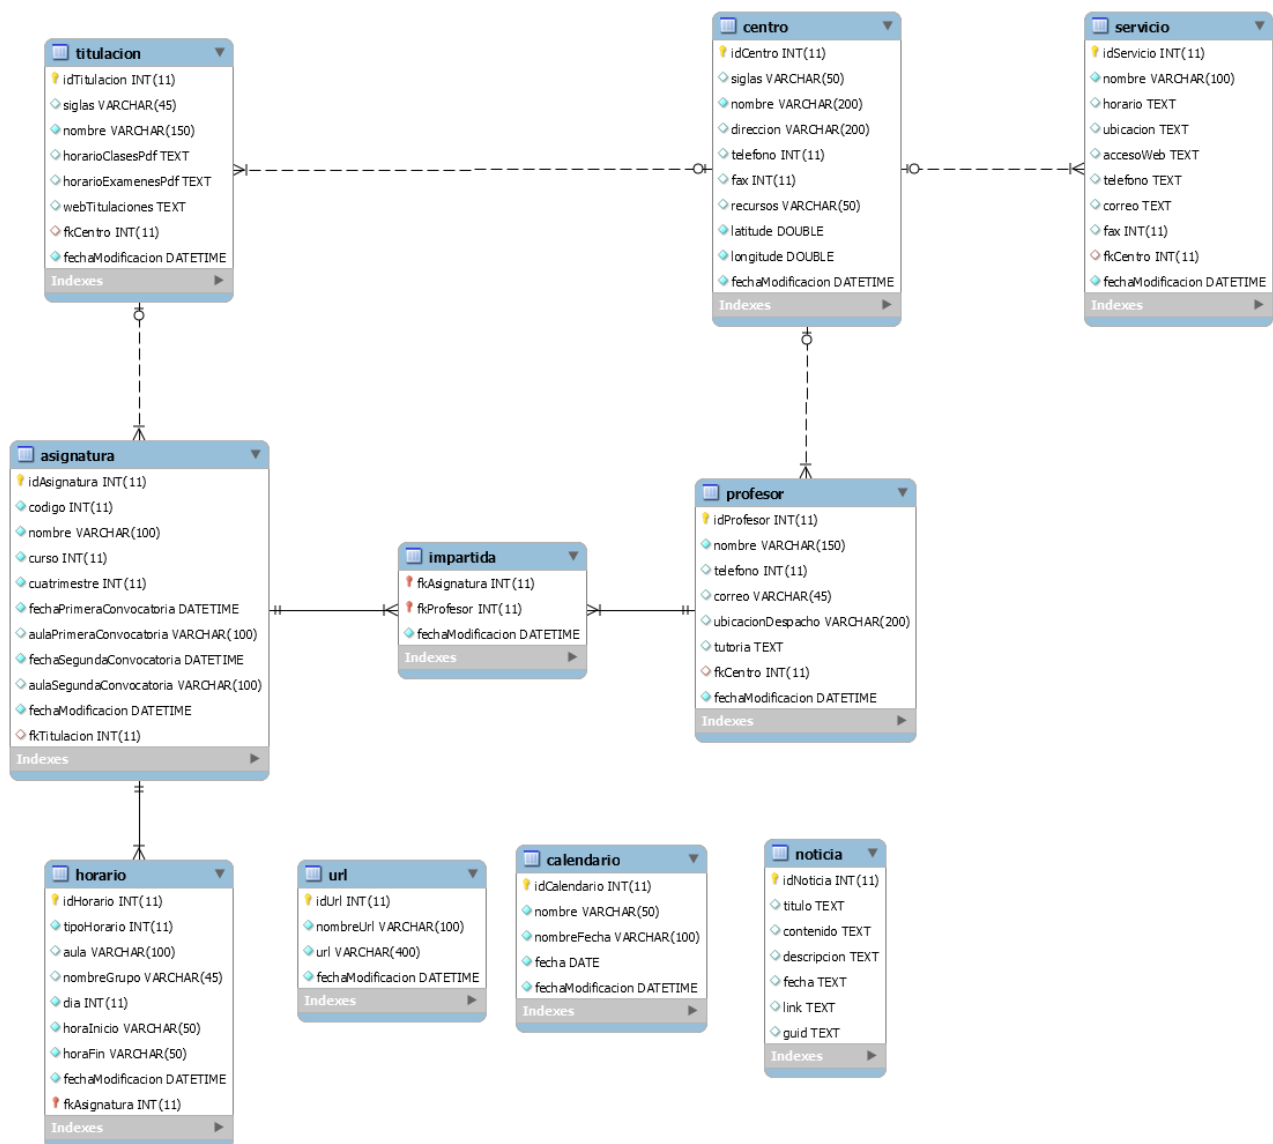 titulacion
idTitulacion INT(11)
siglas VARCHAR(45)
nombre VARCHAR(150)
horarioClasesPdf TEXT
horarioExamenesPdf TEXT
webTitulaciones TEXT
fkCentro INT(11)
fechaModificacion DATETIME
Indexes
centro
idCentro INT(11)
siglas VARCHAR(50)
nombre VARCHAR(200)
direccion VARCHAR(200)
telefono INT(11)
fax INT(11)
recursos VARCHAR(50)
latitude DOUBLE
longitude DOUBLE
fechaModificacion DATETIME
Indexes
servicio
idServicio INT(11)
nombre VARCHAR(100)
horario TEXT
ubicacion TEXT
accesoWeb TEXT
telefono TEXT
correo TEXT
fax INT(11)
fkCentro INT(11)
fechaModificacion DATETIME
Indexes
asignatura
idAsignatura INT(11)
codigo INT(11)
nombre VARCHAR(100)
curso INT(11)
cuatrimestre INT(11)
fechaPrimeraConvocatoria DATETIME
aulaPrimeraConvocatoria VARCHAR(100)
fechaSegundaConvocatoria DATETIME
aulaSegundaConvocatoria VARCHAR(100)
fechaModificacion DATETIME
fkTitulacion INT(11)
Indexes
impartida
fkAsignatura INT(11)
fkProfesor INT(11)
fechaModificacion DATETIME
Indexes
profesor
idProfesor INT(11)
nombre VARCHAR(150)
telefono INT(11)
correo VARCHAR(45)
ubicacionDespacho VARCHAR(200)
tutoria TEXT
fkCentro INT(11)
fechaModificacion DATETIME
Indexes
horario
idHorario INT(11)
tipoHorario INT(11)
aula VARCHAR(100)
nombreGrupo VARCHAR(45)
dia INT(11)
horaInicio VARCHAR(50)
horaFin VARCHAR(50)
fechaModificacion DATETIME
fkAsignatura INT(11)
Indexes
url
idUrl INT(11)
nombreUrl VARCHAR(100)
url VARCHAR(400)
fechaModificacion DATETIME
Indexes
calendario
idCalendario INT(11)
nombre VARCHAR(50)
nombreFecha VARCHAR(100)
fecha DATE
fechaModificacion DATETIME
Indexes
noticia
idNoticia INT(11)
titulo TEXT
contenido TEXT
descripcion TEXT
fecha TEXT
link TEXT
guid TEXT
Indexes